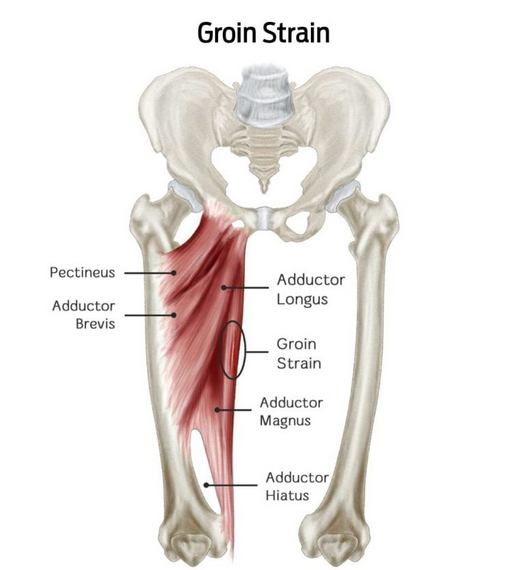 Groin Strain
Pectineus
Adductor
Brevis
Adductor
Longus
Groin
Strain
Adductor
Magnus
Adductor
Hiatus